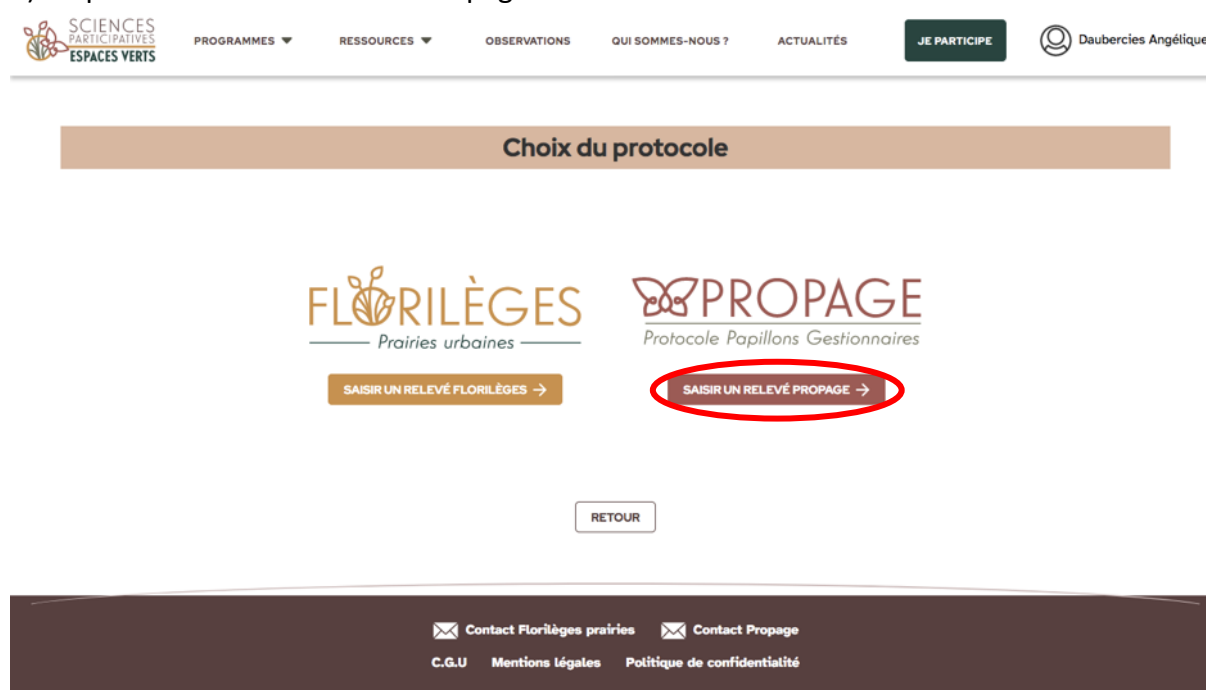 SCIENCES
PARTICIPATIVES
ESPACES VERTS
PROGRAMMES
RESSOURCES
OBSERVATIONS
QUI SOMMES-NOUS ?
ACTUALITÉS
JE PARTICIPE
Daubercies Angélique
Choix du protocole
FLORILÈGES
Prairies urbaines
PROPAGE
Protocole Papillons Gestionnaires
SAISIR UN RELEVÉ FLORILÈGES →
SAISIR UN RELEVÉ PROPAGE →
RETOUR
Contact Florilèges prairies Contact Propage
C.G.U Mentions légales Politique de confidentialité